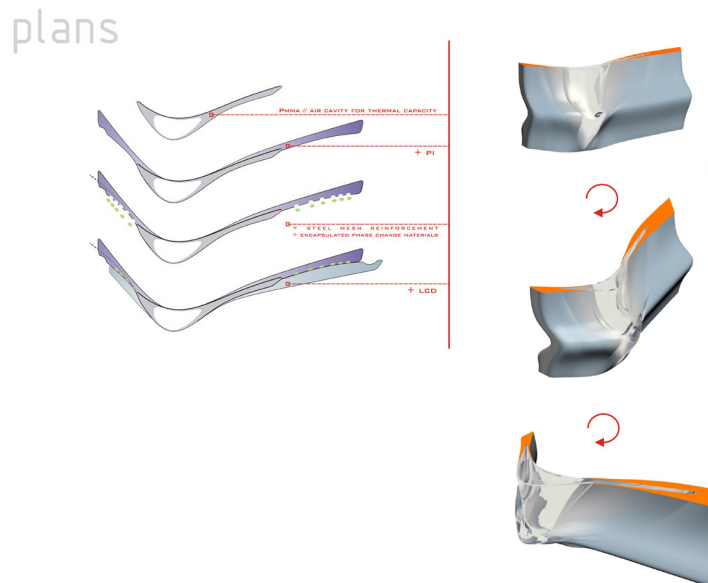 plans
PMMA // AIR CAVITY FOR THERMAL CAPACITY
+ PI
+ STEEL MESH REINFORCEMENT
+ ENCAPSULATED PHASE CHANGE MATERIALS
+ LCD